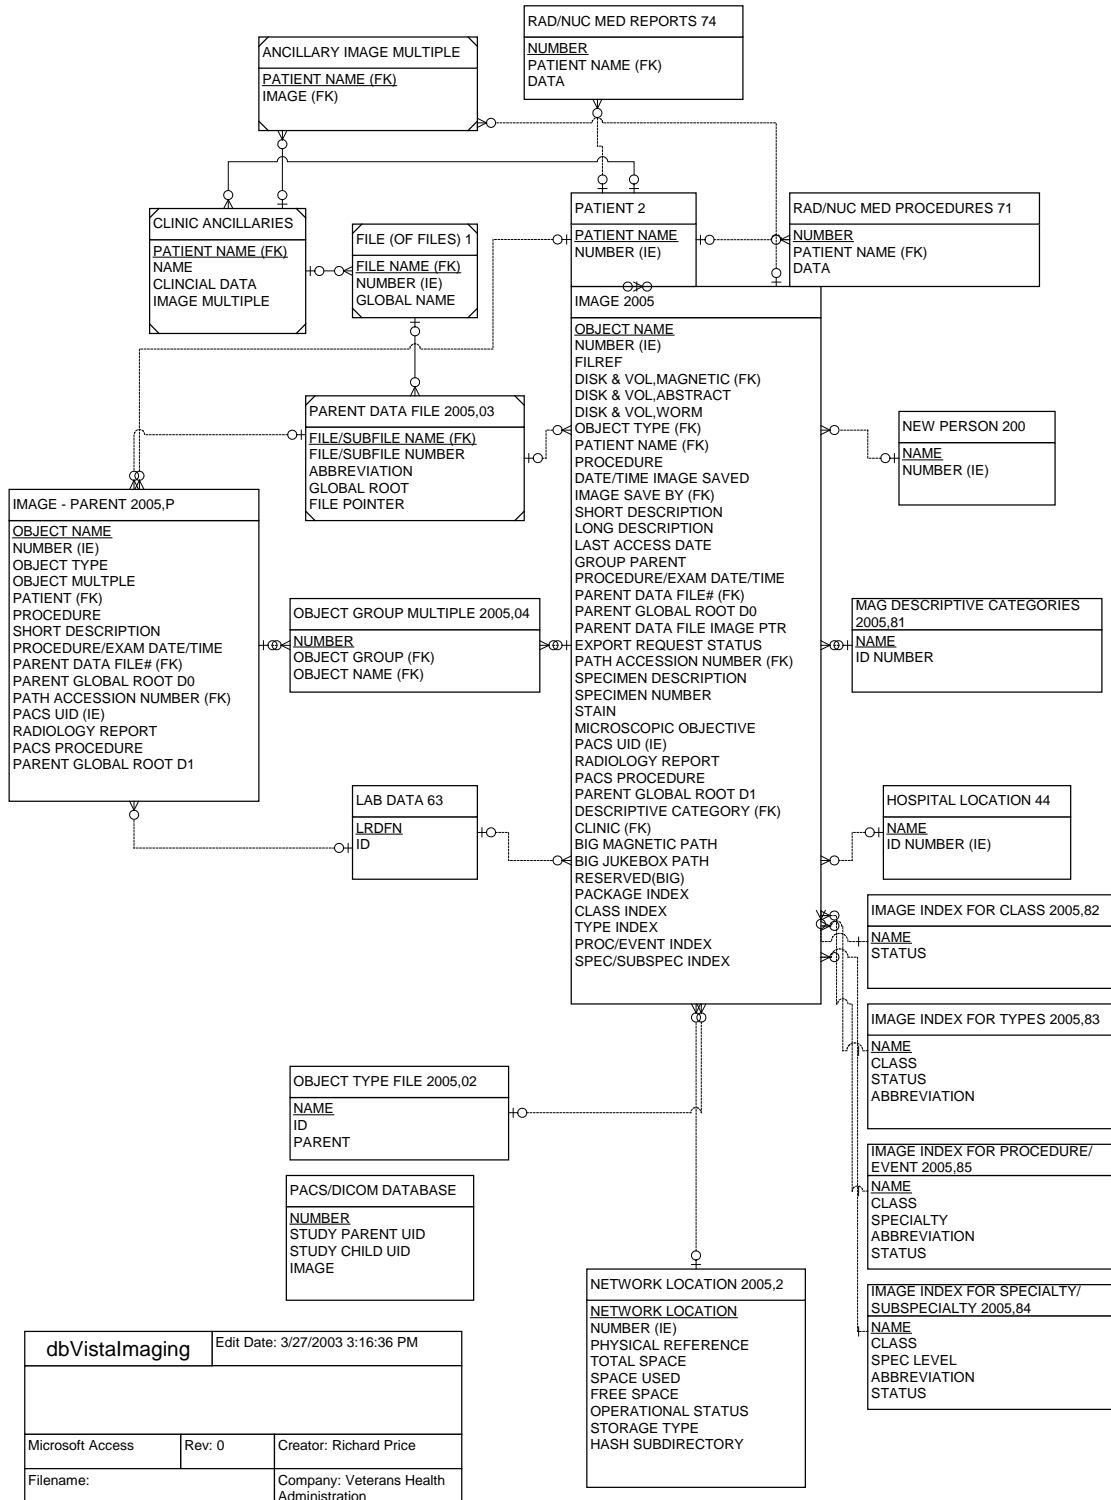 RAD/NUC MED REPORTS 74
NUMBER
PATIENT NAME (FK)
DATA
ANCILLARY IMAGE MULTIPLE
PATIENT NAME (FK)
IMAGE (FK)
CLINIC ANCILLARIES
PATIENT NAME (FK)
NAME
CLINCIAL DATA
IMAGE MULTIPLE
FILE (OF FILES) 1
FILE NAME (FK)
NUMBER (IE)
GLOBAL NAME
PATIENT 2
PATIENT NAME
NUMBER (IE)
RAD/NUC MED PROCEDURES 71
NUMBER
PATIENT NAME (FK)
DATA
IMAGE 2005
OBJECT NAME
NUMBER (IE)
FILREF
DISK & VOL,MAGNETIC (FK)
DISK & VOL,ABSTRACT
DISK & VOL,WORM
OBJECT TYPE (FK)
PATIENT NAME (FK)
PROCEDURE
DATE/TIME IMAGE SAVED
IMAGE SAVE BY (FK)
SHORT DESCRIPTION
LONG DESCRIPTION
LAST ACCESS DATE
GROUP PARENT
PROCEDURE/EXAM DATE/TIME
PARENT DATA FILE# (FK)
PARENT GLOBAL ROOT D0
PARENT DATA FILE IMAGE PTR
EXPORT REQUEST STATUS
PATH ACCESSION NUMBER (FK)
SPECIMEN DESCRIPTION
SPECIMEN NUMBER
STAIN
MICROSCOPIC OBJECTIVE
PACS UID (IE)
RADIOLOGY REPORT
PACS PROCEDURE
PARENT GLOBAL ROOT D1
DESCRIPTIVE CATEGORY (FK)
CLINIC (FK)
BIG MAGNETIC PATH
BIG JUKEBOX PATH
RESERVED(BIG)
PACKAGE INDEX
CLASS INDEX
TYPE INDEX
PROC/EVENT INDEX
SPEC/SUBSPEC INDEX
PARENT DATA FILE 2005,03
FILE/SUBFILE NAME (FK)
FILE/SUBFILE NUMBER
ABBREVIATION
GLOBAL ROOT
FILE POINTER
NEW PERSON 200
NAME
NUMBER (IE)
IMAGE - PARENT 2005,P
OBJECT NAME
NUMBER (IE)
OBJECT TYPE
OBJECT MULTPLE
PATIENT (FK)
PROCEDURE
SHORT DESCRIPTION
PROCEDURE/EXAM DATE/TIME
PARENT DATA FILE# (FK)
PARENT GLOBAL ROOT D0
PATH ACCESSION NUMBER (FK)
PACS UID (IE)
RADIOLOGY REPORT
PACS PROCEDURE
PARENT GLOBAL ROOT D1
OBJECT GROUP MULTIPLE 2005,04
NUMBER
OBJECT GROUP (FK)
OBJECT NAME (FK)
MAG DESCRIPTIVE CATEGORIES
2005,81
NAME
ID NUMBER
LAB DATA 63
LRDFN
ID
HOSPITAL LOCATION 44
NAME
ID NUMBER (IE)
IMAGE INDEX FOR CLASS 2005,82
NAME
STATUS
IMAGE INDEX FOR TYPES 2005,83
NAME
CLASS
STATUS
ABBREVIATION
OBJECT TYPE FILE 2005,02
NAME
ID
PARENT
IMAGE INDEX FOR PROCEDURE/
EVENT 2005,85
NAME
CLASS
SPECIALTY
ABBREVIATION
STATUS
PACS/DICOM DATABASE
NUMBER
STUDY PARENT UID
STUDY CHILD UID
IMAGE
NETWORK LOCATION 2005,2
NETWORK LOCATION
NUMBER (IE)
PHYSICAL REFERENCE
TOTAL SPACE
SPACE USED
FREE SPACE
OPERATIONAL STATUS
STORAGE TYPE
HASH SUBDIRECTORY
IMAGE INDEX FOR SPECIALTY/
SUBSPECIALTY 2005,84
NAME
CLASS
SPEC LEVEL
ABBREVIATION
STATUS
dbVistaImaging
Edit Date: 3/27/2003 3:16:36 PM
Microsoft Access
Rev: 0
Creator: Richard Price
Filename:
Company: Veterans Health
Administration